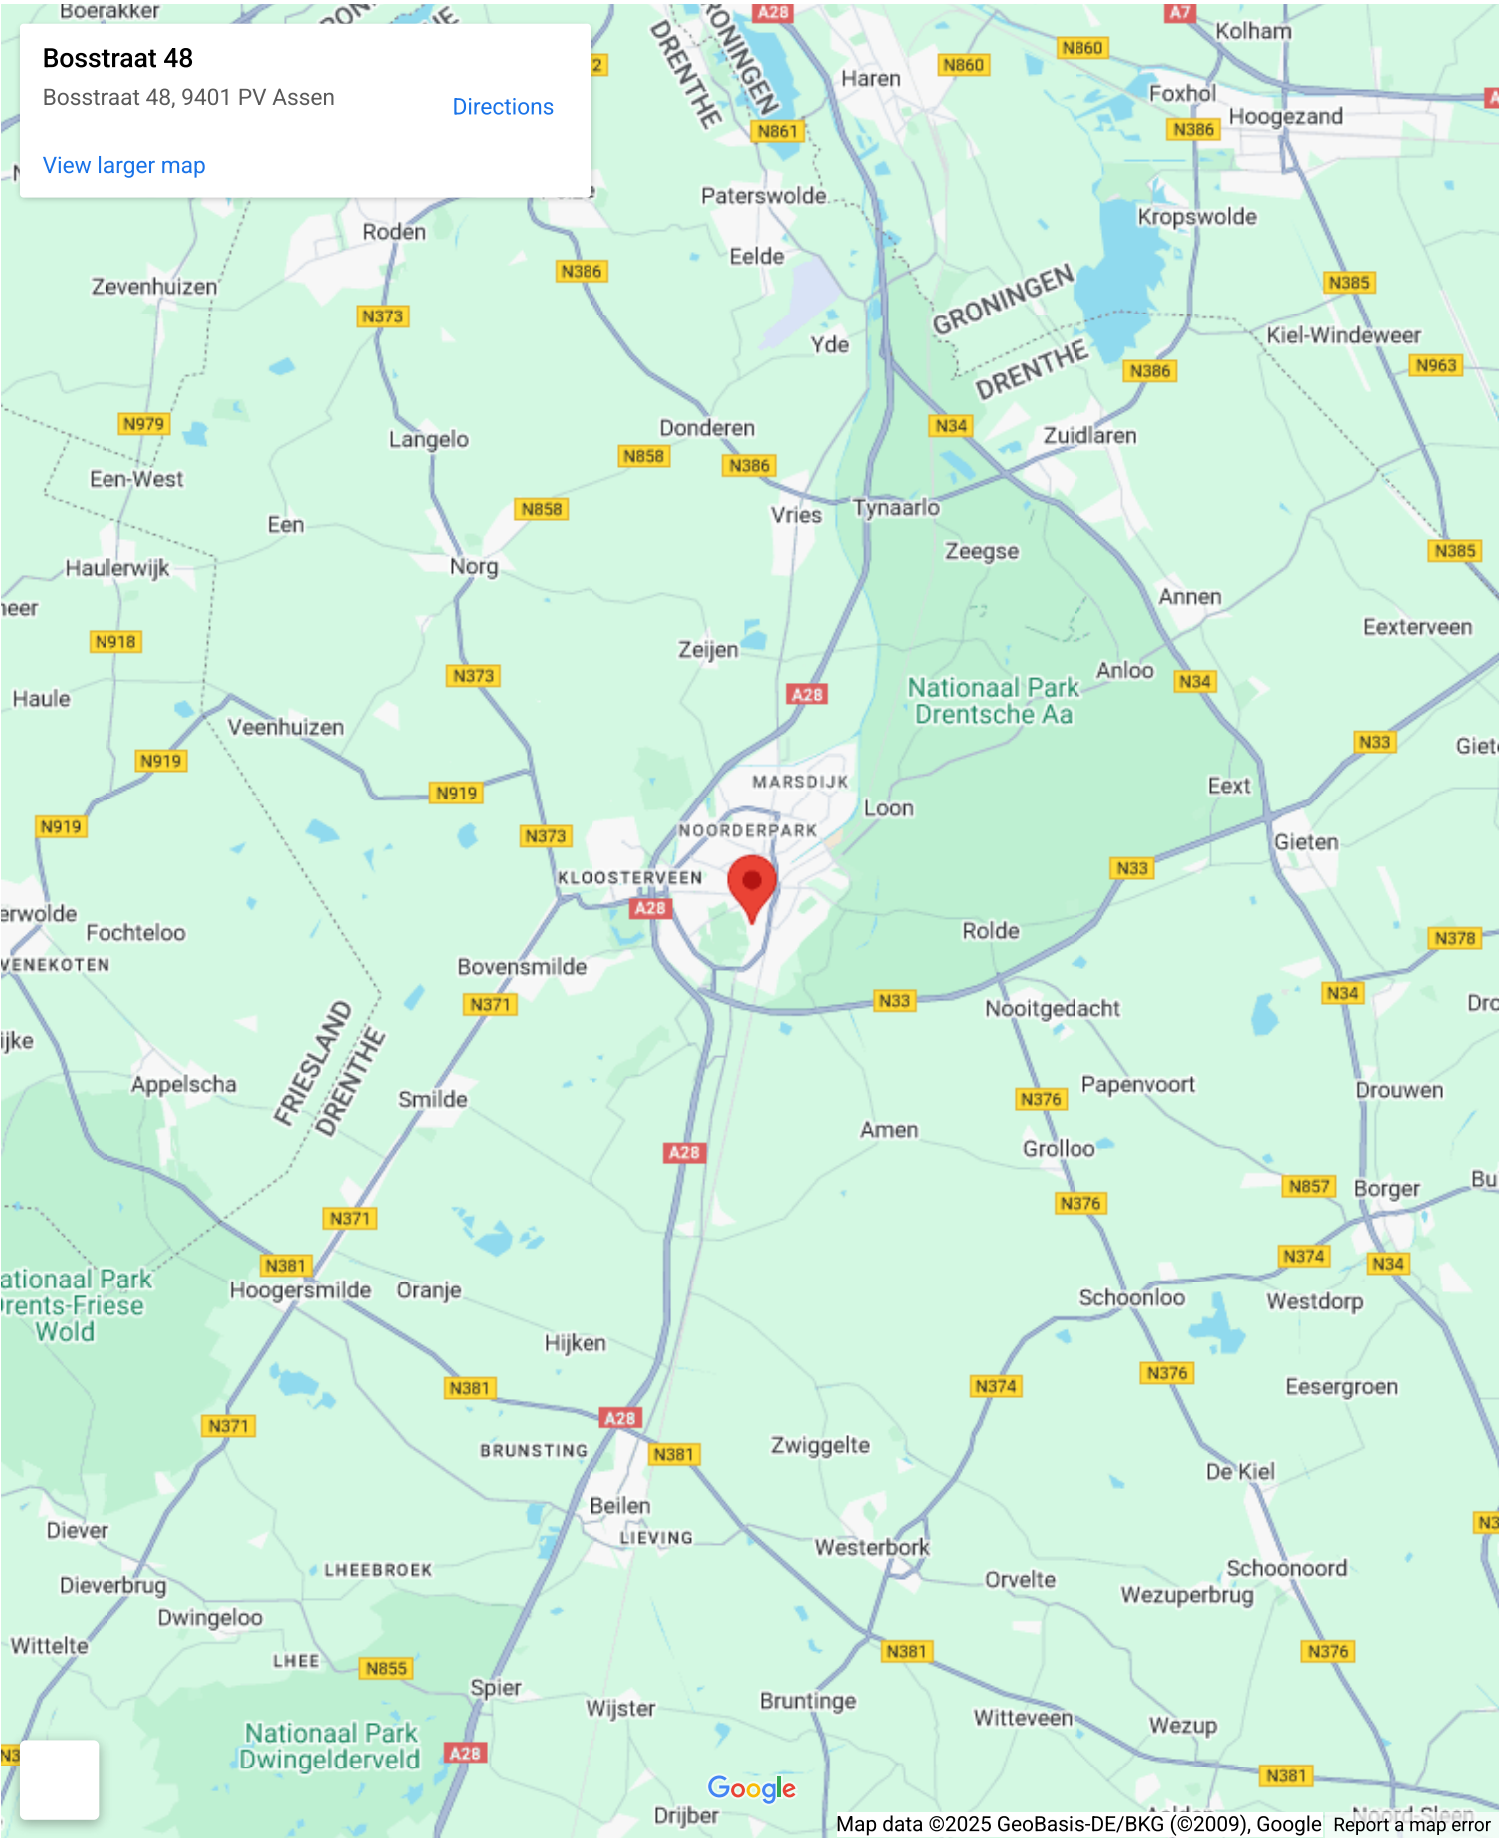 Boerakker
Bosstraat 48
Bosstraat 48, 9401 PV Assen
Directions
View larger map
A28
A7
Kolham
N860
N860
DRENTHE
Haren
Foxhol
Hoogezand
N861
N386
Paterswolde
Kropswolde
Roden
Eelde
N386
Zevenhuizen
N385
GRONINGEN
N373
Kiel-Windeweer
Yde
DRENTHE
N963
N386
N979
N34
Donderen
Zuidlaren
Langelo
N858
N386
Een-West
N858
Tynaarlo
Vries
Een
Zeegse
N385
Norg
Haulerwijk
Annen
Eexterveen
N918
Zeijen
Anloo
N373
N34
Nationaal Park
Drentsche Aa
A28
Haule
Veenhuizen
N33
N919
MARSDIJK
Eext
N919
Loon
N919
NOORDERPARK
N373
Gieten
N33
KLOOSTERVEEN
A28
Rolde
Fochteloo
N378
Bovensmilde
N34
N371
N33
Nooitgedacht
FRIESLAND
DRENTHE
Appelscha
Papenvoort
Drouwen
Smilde
N376
Amen
Grolloo
A28
N857
Borger
N376
N371
N374
N381
N34
Hoogersmilde
Oranje
Schoonloo
Westdorp
Wold
Hijken
N376
N381
N374
Eesergroen
A28
N371
Zwiggelte
BRUNSTING
N381
De Kiel
Beilen
Diever
LIEVING
Westerbork
LHEEBROEK
Schoonoord
Dieverbrug
Orvelte
Wezuperbrug
Dwingeloo
Wittelte
N381
N376
LHEE
N855
Spier
Bruntinge
Wijster
Witteveen
Wezup
Nationaal Park
Dwingelderveld
A28
N381
Google
Drijber
Map data ©2025 GeoBasis-DE/BKG (©2009), Google
Report a map error